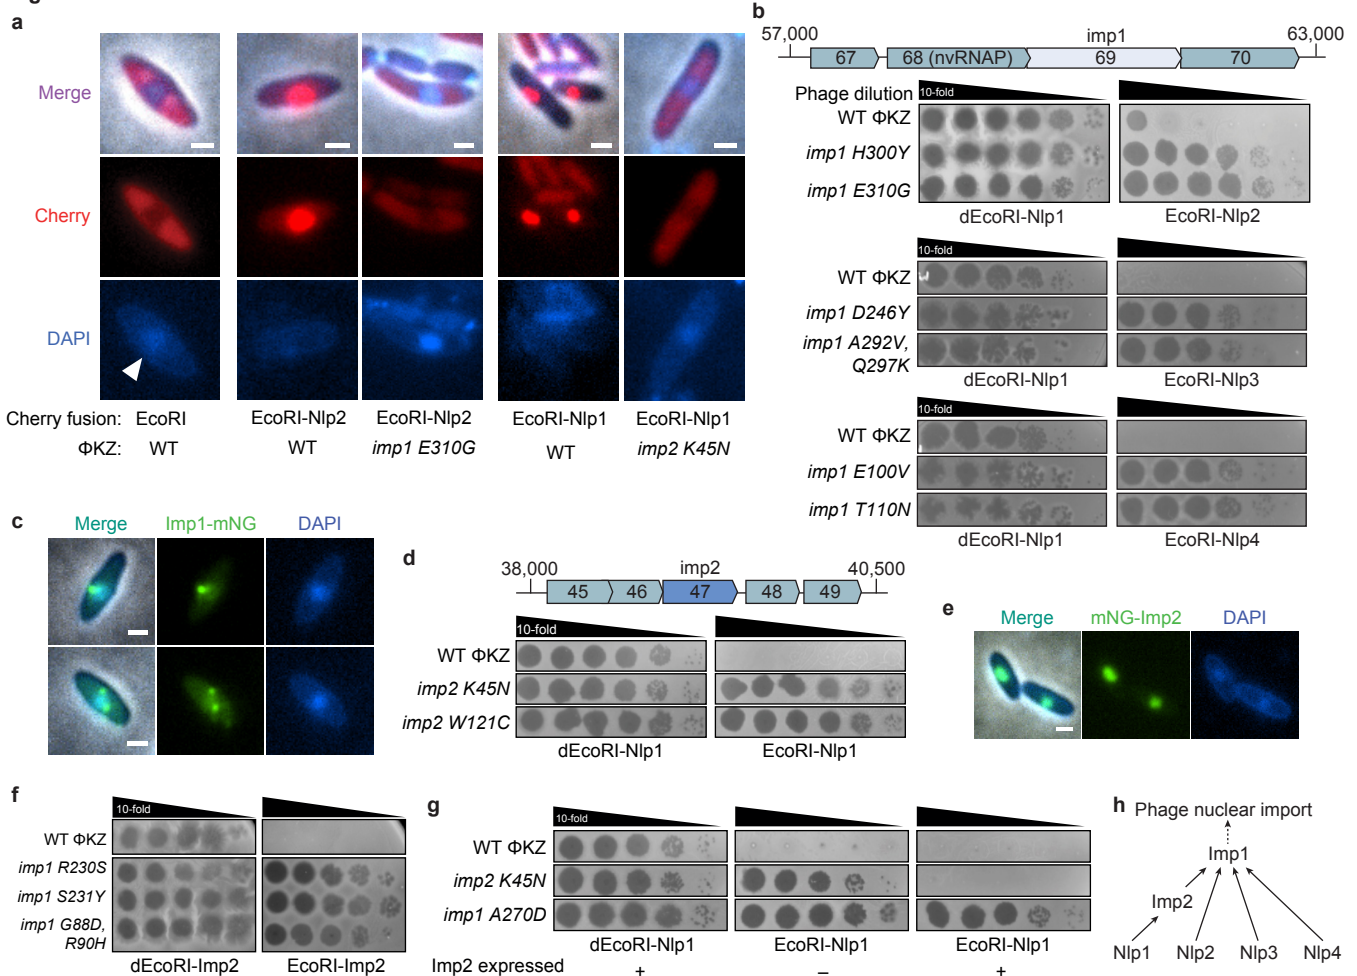 a
Merge
Cherry
DAPI
Cherry fusion: EcoRI EcoRI-Nlp2 EcoRI-Nlp2 EcoRI-Nlp1 EcoRI-Nlp1
ΦKZ: WT WT imp1 E310G WT imp2 K45N
b
57,000 imp1 63,000
67 68 (nvRNAP) 69 70
Phage dilution 10-fold
WT ΦKZ
imp1 H300Y
imp1 E310G
dEcoRI-Nlp1 EcoRI-Nlp2
10-fold
WT ΦKZ
imp1 D246Y
imp1 A292V,
Q297K
dEcoRI-Nlp1 EcoRI-Nlp3
10-fold
WT ΦKZ
imp1 E100V
imp1 T110N
dEcoRI-Nlp1 EcoRI-Nlp4
c
Merge Imp1-mNG DAPI
d
38,000 imp2 40,500
45 46 47 48 49
10-fold
WT ΦKZ
imp2 K45N
imp2 W121C
dEcoRI-Nlp1 EcoRI-Nlp1
e
Merge mNG-Imp2 DAPI
f
10-fold
WT ΦKZ
imp1 R230S
imp1 S231Y
imp1 G88D,
R90H
dEcoRI-Imp2 EcoRI-Imp2
g
10-fold
WT ΦKZ
imp2 K45N
imp1 A270D
dEcoRI-Nlp1 EcoRI-Nlp1 EcoRI-Nlp1
Imp2 expressed + – +
h
Phage nuclear import
Imp1
Imp2
Nlp1 Nlp2 Nlp3 Nlp4